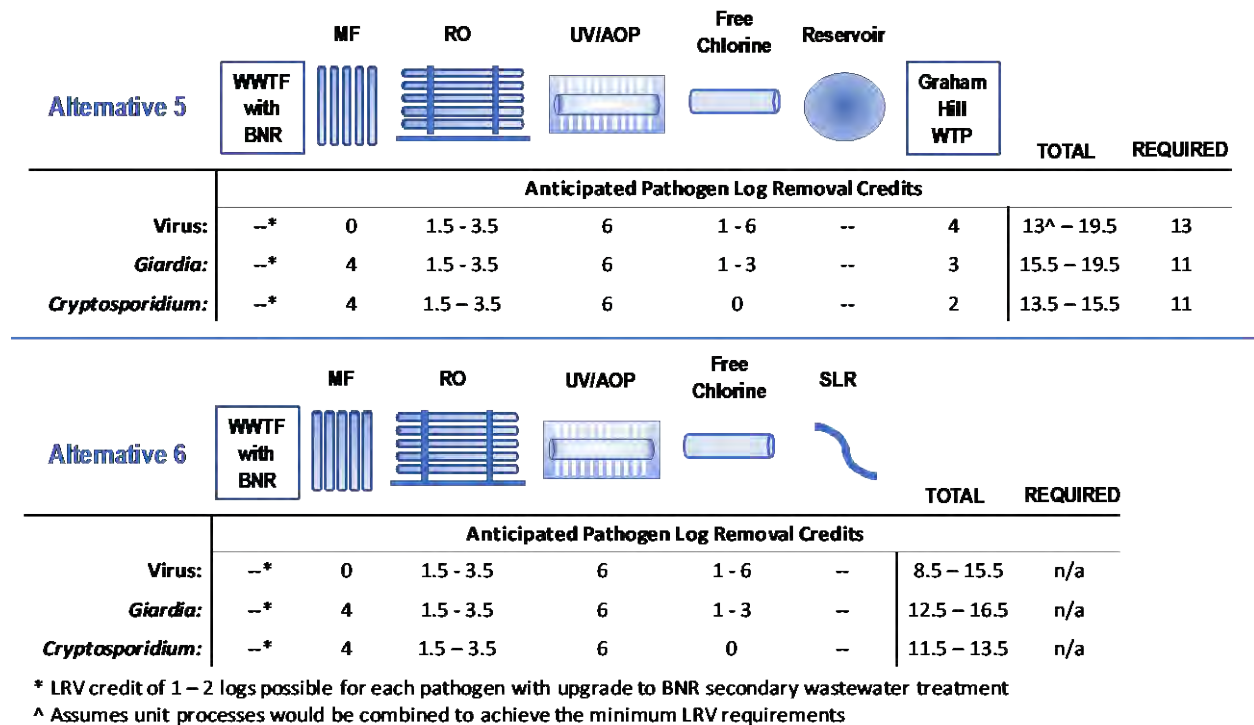 MF RO UV/AOP Free Chlorine Reservoir
Alternative 5 WWTF with BNR Graham Hill WTP TOTAL REQUIRED
Anticipated Pathogen Log Removal Credits
Virus: --* 0 1.5 - 3.5 6 1 - 6 -- 4 13^ – 19.5 13
Giardia: --* 4 1.5 - 3.5 6 1 - 3 -- 3 15.5 – 19.5 11
Cryptosporidium: --* 4 1.5 – 3.5 6 0 -- 2 13.5 – 15.5 11
MF RO UV/AOP Free Chlorine SLR
Alternative 6 WWTF with BNR TOTAL REQUIRED
Anticipated Pathogen Log Removal Credits
Virus: --* 0 1.5 - 3.5 6 1 - 6 -- 8.5 – 15.5 n/a
Giardia: --* 4 1.5 - 3.5 6 1 - 3 -- 12.5 – 16.5 n/a
Cryptosporidium: --* 4 1.5 – 3.5 6 0 -- 11.5 – 13.5 n/a
* LRV credit of 1 – 2 logs possible for each pathogen with upgrade to BNR secondary wastewater treatment
^ Assumes unit processes would be combined to achieve the minimum LRV requirements